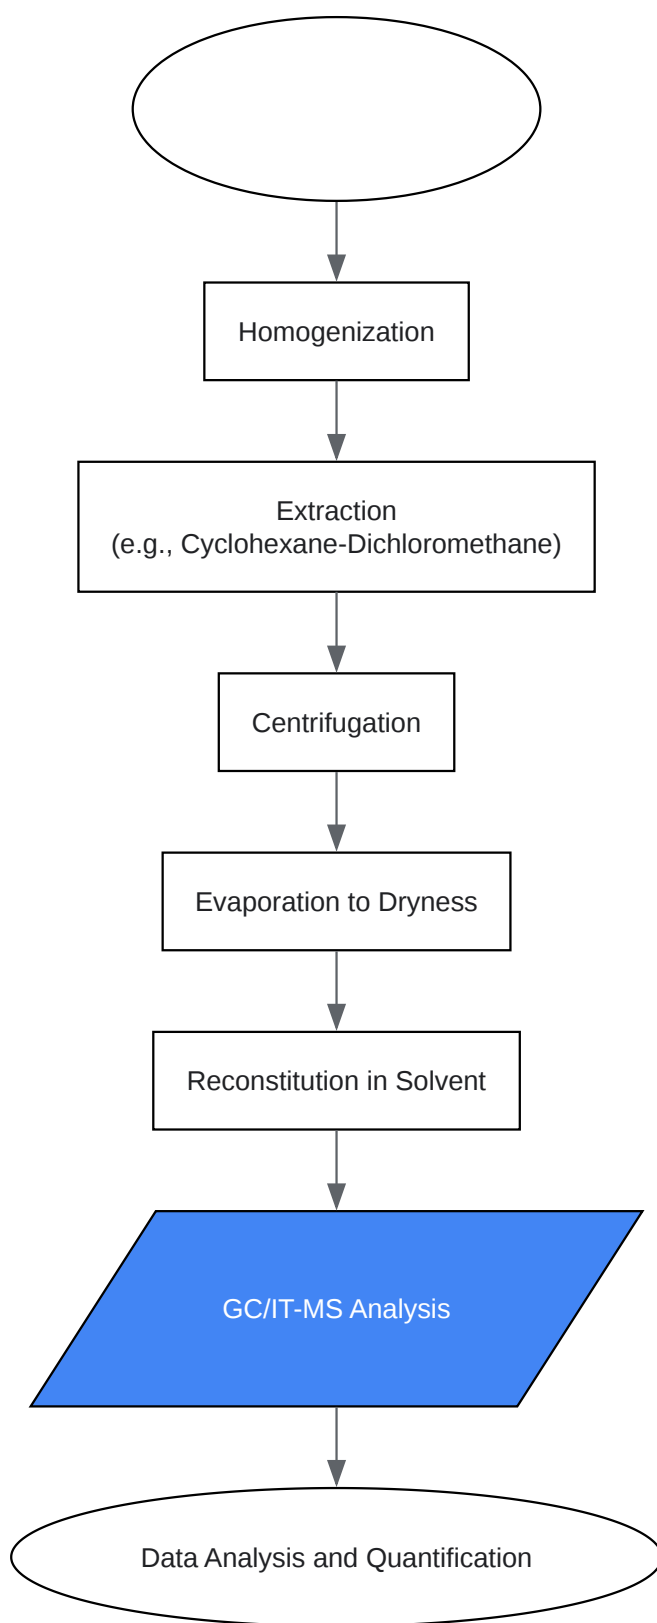 Homogenization
Extraction
(e.g., Cyclohexane-Dichloromethane)
Centrifugation
Evaporation to Dryness
Reconstitution in Solvent
GC/IT-MS Analysis
Data Analysis and Quantification